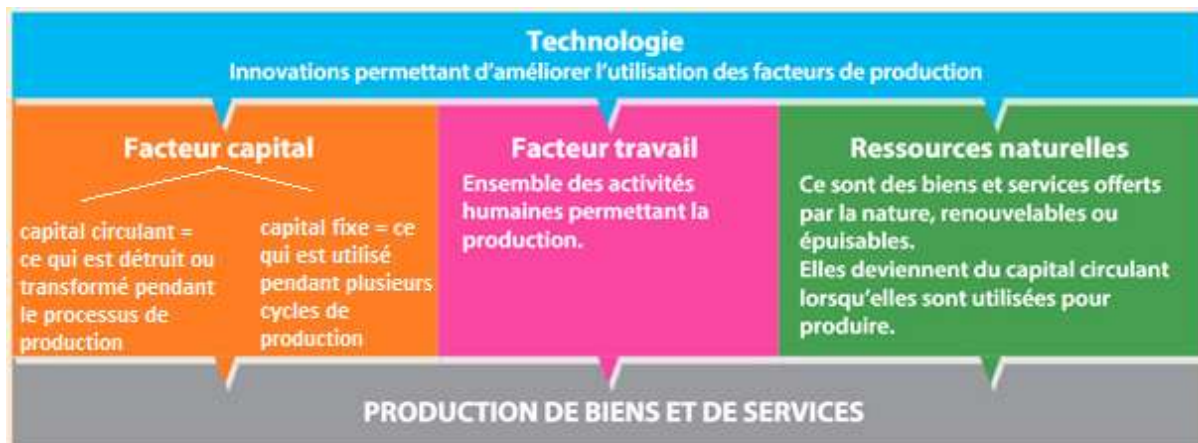 Technologie
Innovations permettant d'améliorer l'utilisation des facteurs de production
Facteur capital
capital circulant =
ce qui est détruit ou
transformé pendant
le processus de
production
capital fixe = ce
qui est utilisé
pendant plusieurs
cycles de
production
Facteur travail
Ensemble des activités
humaines permettant la
production.
Ressources naturelles
Ce sont des biens et services offerts
par la nature, renouvelables ou
épuisables.
Elles deviennent du capital circulant
lorsqu'elles sont utilisées pour
produire.
PRODUCTION DE BIENS ET DE SERVICES